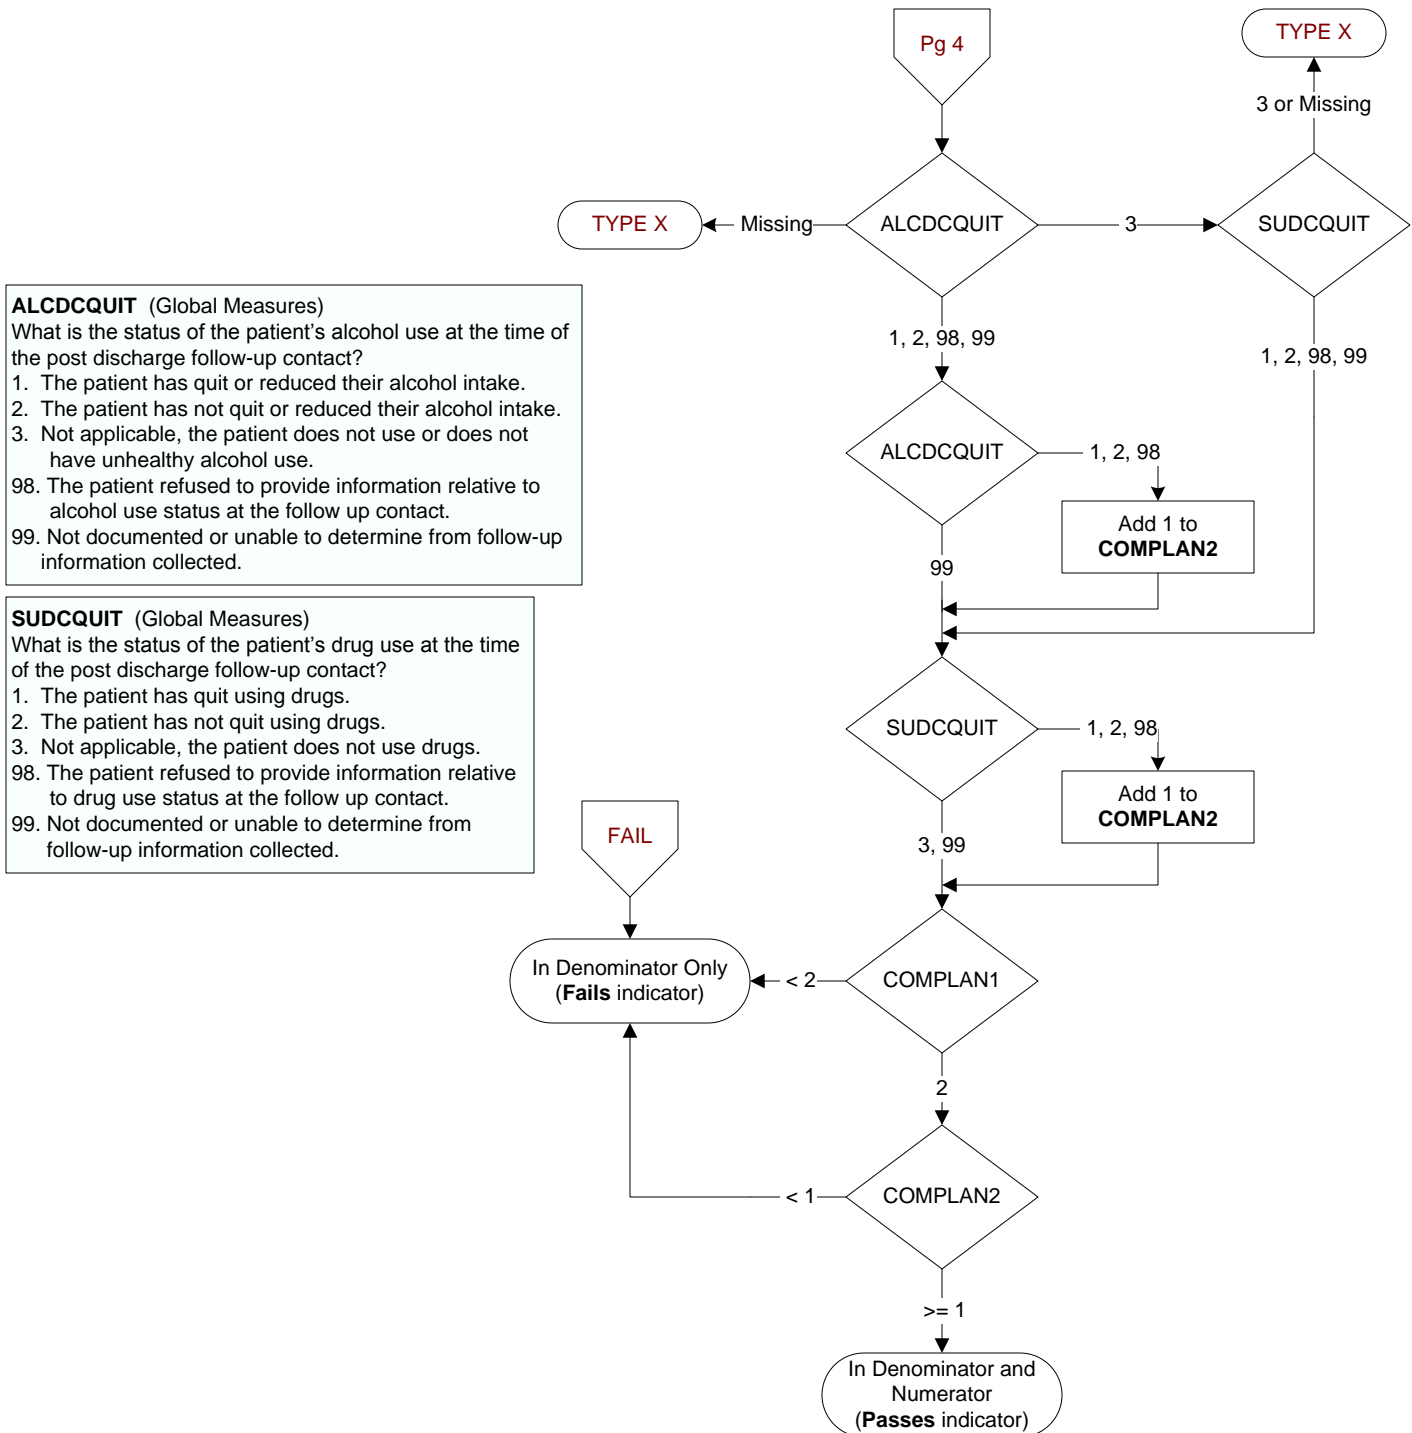 Pg 4
TYPE X
3 or Missing
TYPE X
Missing
ALCDCQUIT
3
SUDCQUIT
ALCDCQUIT (Global Measures)
What is the status of the patient's alcohol use at the time of
the post discharge follow-up contact?
1. The patient has quit or reduced their alcohol intake.
2. The patient has not quit or reduced their alcohol intake.
3. Not applicable, the patient does not use or does not
have unhealthy alcohol use.
98. The patient refused to provide information relative to
alcohol use status at the follow up contact.
99. Not documented or unable to determine from follow-up
information collected.
1, 2, 98, 99
1, 2, 98, 99
ALCDCQUIT
1, 2, 98
Add 1 to
COMPLAN2
99
SUDCQUIT (Global Measures)
What is the status of the patient's drug use at the time
of the post discharge follow-up contact?
1. The patient has quit using drugs.
2. The patient has not quit using drugs.
3. Not applicable, the patient does not use drugs.
98. The patient refused to provide information relative
to drug use status at the follow up contact.
99. Not documented or unable to determine from
follow-up information collected.
SUDCQUIT
1, 2, 98
Add 1 to
COMPLAN2
3, 99
FAIL
In Denominator Only
(Fails indicator)
< 2
COMPLAN1
2
< 1
COMPLAN2
>= 1
In Denominator and
Numerator
(Passes indicator)